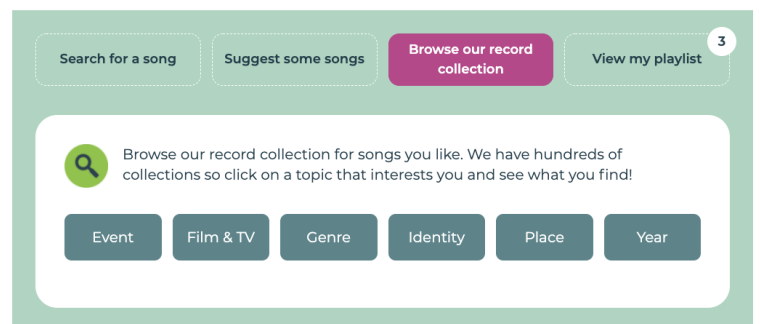 3
Search for a song
Suggest some songs
Browse our record
collection
View my playlist
Browse our record collection for songs you like. We have hundreds of
collections so click on a topic that interests you and see what you find!
Event
Film & TV
Genre
Identity
Place
Year